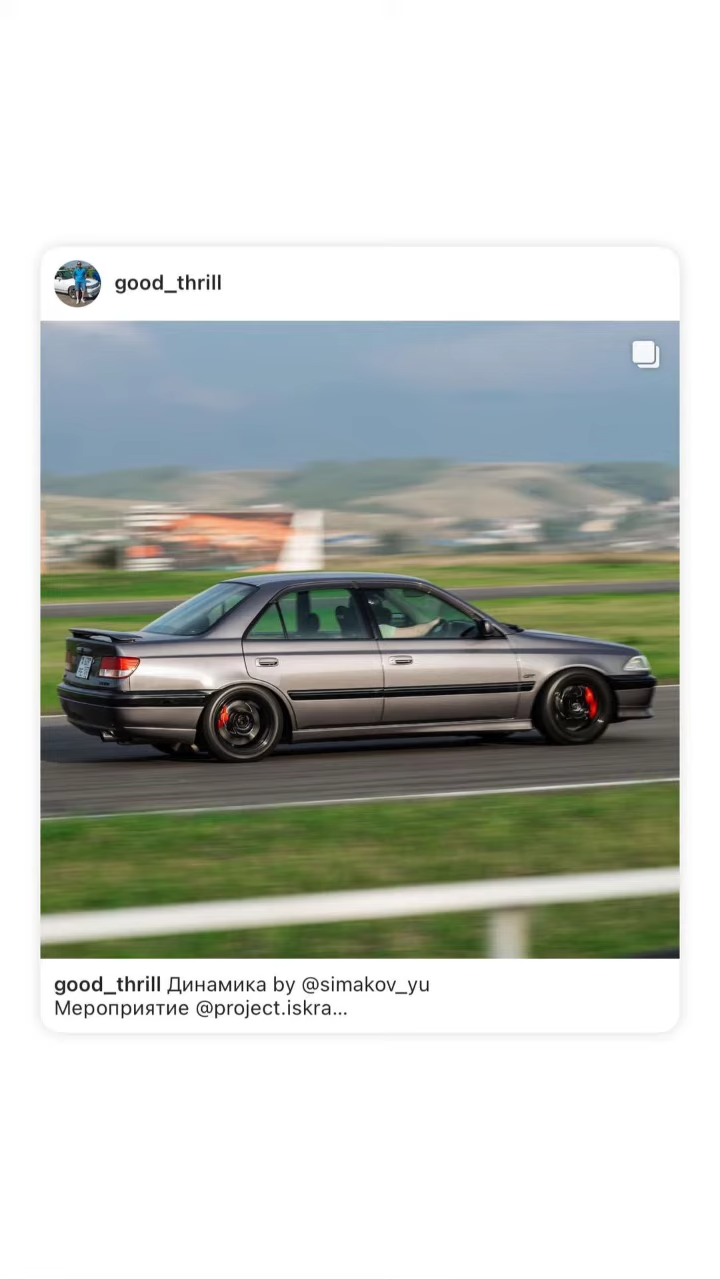 good_thrill
good_thrill Динамика by @simakov_yu
Мероприятие @project.iskra...